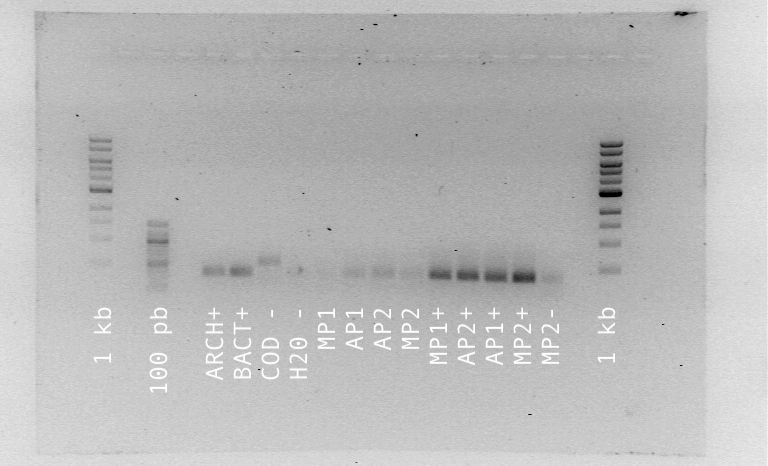 1 kb
100 pb
ARCH+
BACT+
COD -
H20 -
MP1
AP1
AP2
MP2
MP1+
AP2+
AP1+
MP2+
MP2-
1 kb